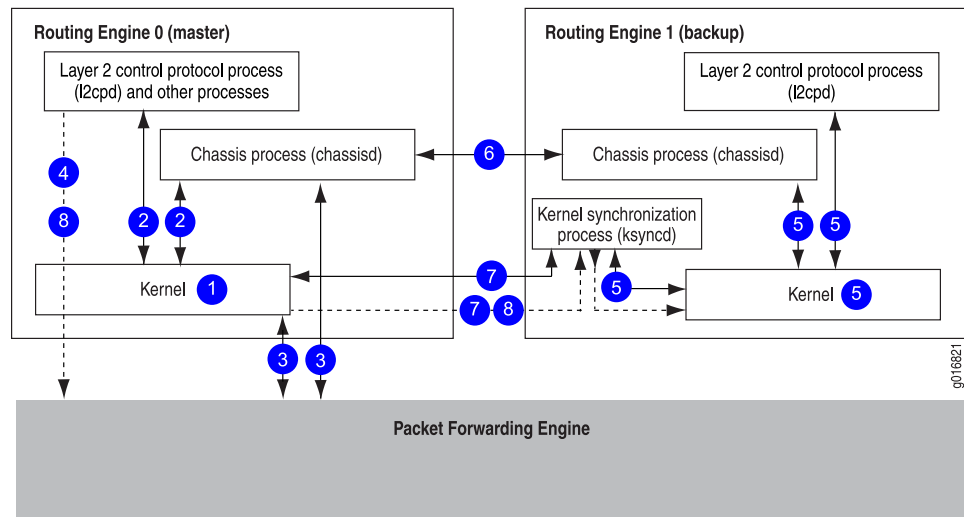 Routing Engine 0 (master)
Layer 2 control protocol process
(l2cpd) and other processes
Chassis process (chassisd)
4
8
2
2
Kernel 1
3
3
6
7
7 8
Routing Engine 1 (backup)
Layer 2 control protocol process
(l2cpd)
Chassis process (chassisd)
Kernel synchronization
process (ksyncd)
5
5
5
Kernel 5
g016821
Packet Forwarding Engine